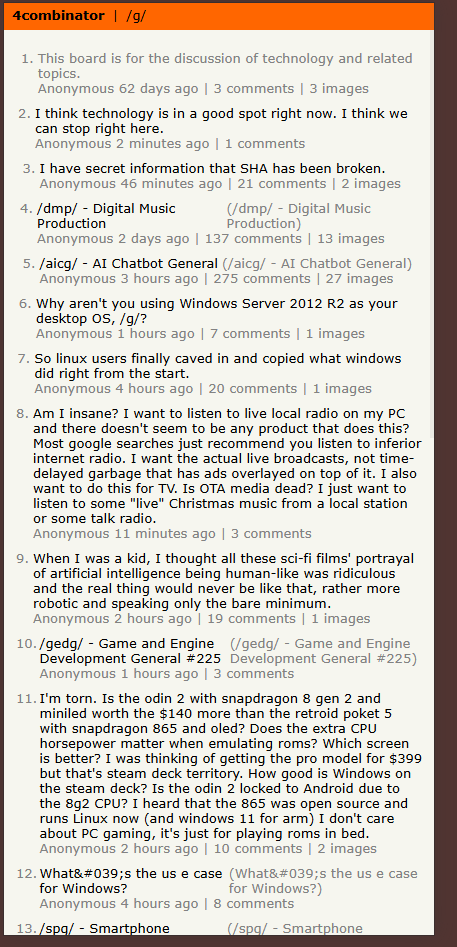 4combinator | /g/
1. This board is for the discussion of technology and related
topics.
Anonymous 62 days ago | 3 comments | 3 images
2. I think technology is in a good spot right now. I think we
can stop right here.
Anonymous 2 minutes ago | 1 comments
3. I have secret information that SHA has been broken.
Anonymous 46 minutes ago | 21 comments | 2 images
4. /dmp/ - Digital Music (/dmp/ - Digital Music
Production Production)
Anonymous 2 days ago | 137 comments | 13 images
5. /aicg/ - AI Chatbot General (/aicg/ - AI Chatbot General)
Anonymous 3 hours ago | 275 comments | 27 images
6. Why aren't you using Windows Server 2012 R2 as your
desktop OS, /g/?
Anonymous 1 hours ago | 7 comments | 1 images
7. So linux users finally caved in and copied what windows
did right from the start.
Anonymous 4 hours ago | 20 comments | 1 images
8. Am I insane? I want to listen to live local radio on my PC
and there doesn't seem to be any product that does this?
Most google searches just recommend you listen to inferior
internet radio. I want the actual live broadcasts, not time-
delayed garbage that has ads overlayed on top of it. I also
want to do this for TV. Is OTA media dead? I just want to
listen to some "live" Christmas music from a local station
or some talk radio.
Anonymous 11 minutes ago | 3 comments
9. When I was a kid, I thought all these sci-fi films' portrayal
of artificial intelligence being human-like was ridiculous
and the real thing would never be like that, rather more
robotic and speaking only the bare minimum.
Anonymous 2 hours ago | 19 comments | 1 images
10. /gedg/ - Game and Engine (/gedg/ - Game and Engine
Development General #225 Development General #225)
Anonymous 1 hours ago | 3 comments
11. I'm torn. Is the odin 2 with snapdragon 8 gen 2 and
miniled worth the $140 more than the retroid poket 5
with snapdragon 865 and oled? Does the extra CPU
horsepower matter when emulating roms? Which screen
is better? I was thinking of getting the pro model for $399
but that's steam deck territory. How good is Windows on
the steam deck? Is the odin 2 locked to Android due to
the 8g2 CPU? I heard that the 865 was open source and
runs Linux now (and windows 11 for arm) I don't care
about PC gaming, it's just for playing roms in bed.
Anonymous 2 hours ago | 10 comments | 2 images
12. What&#039;s the us e case (What&#039;s the us e case
for Windows? for Windows?)
Anonymous 4 hours ago | 8 comments
13. /spg/ - Smartphone (/spg/ - Smartphone